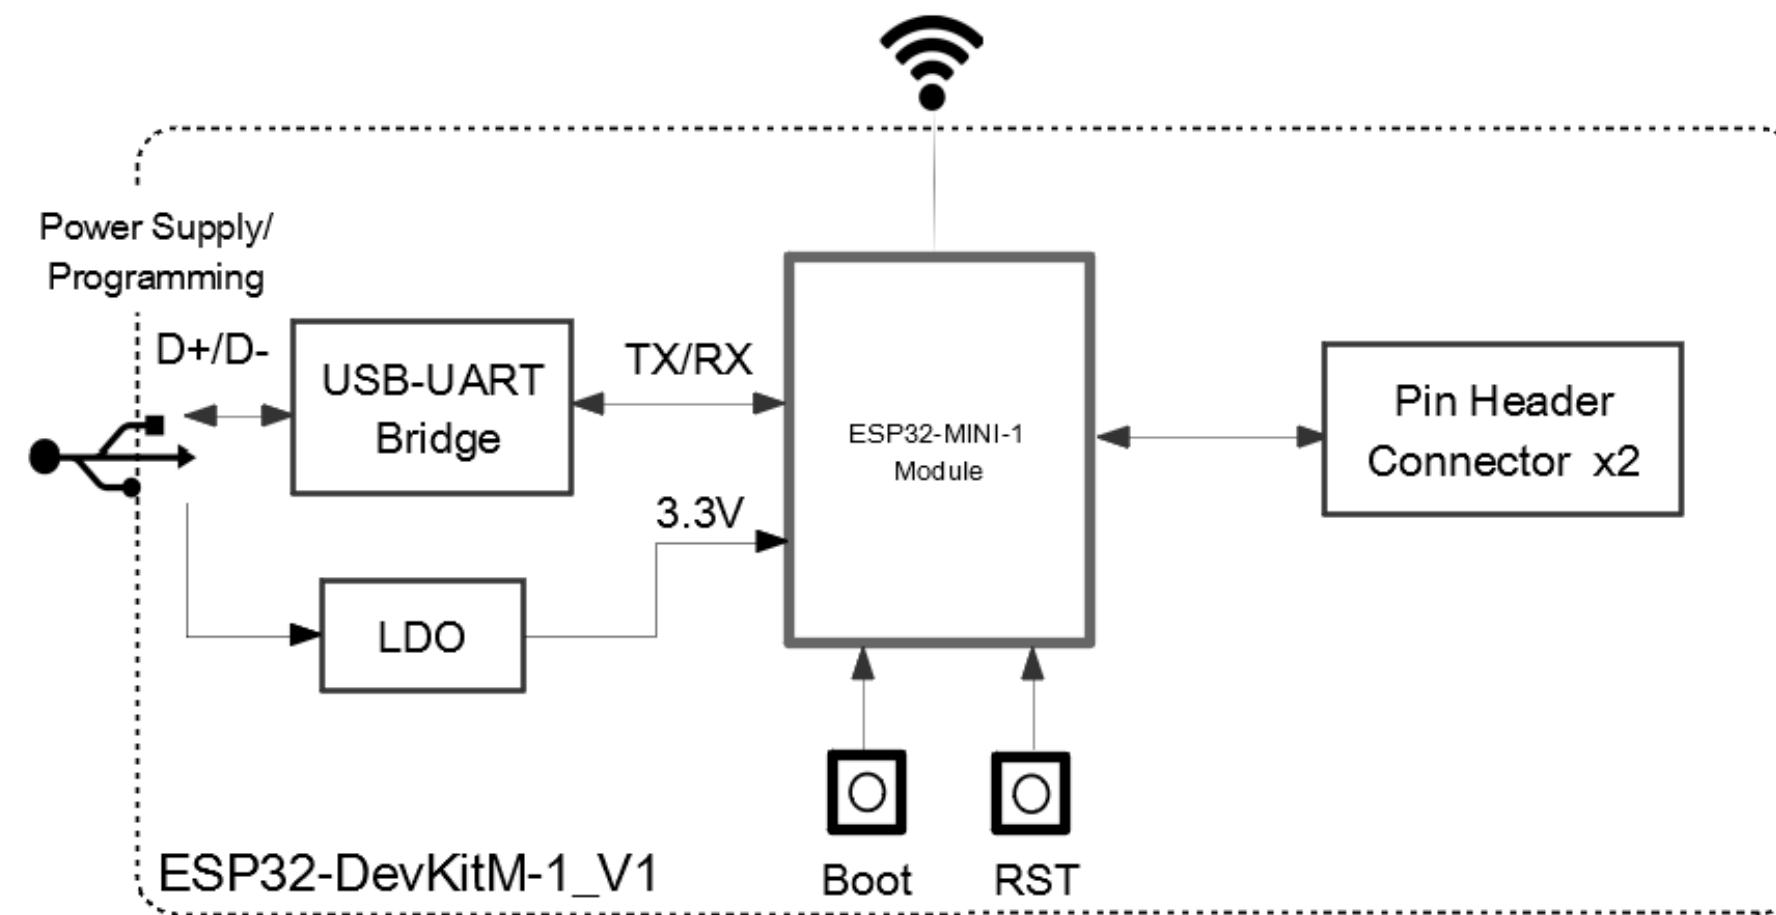 Power Supply/
Programming
D+/D-
USB-UART
Bridge
TX/RX
ESP32-MINI-1
Module
Pin Header
Connector x2
3.3V
LDO
Boot
RST
ESP32-DevKitM-1_V1